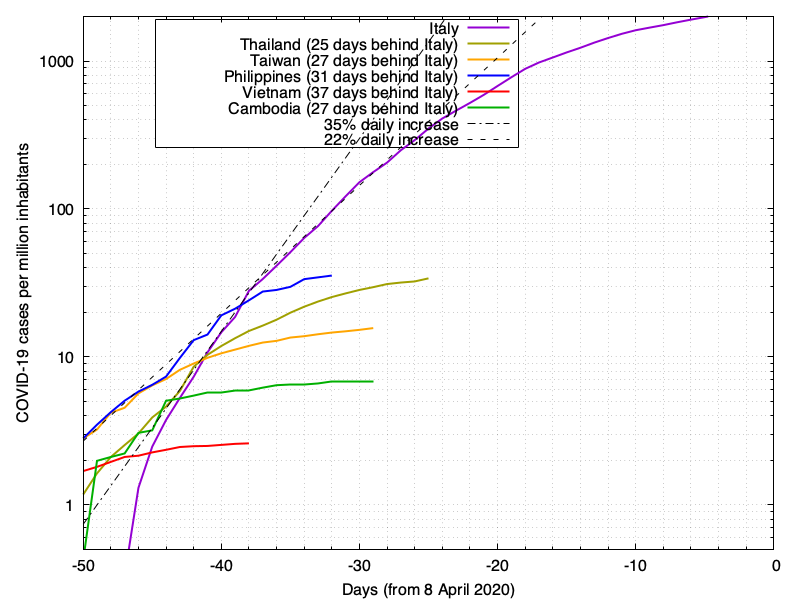 Italy
Thailand (25 days behind Italy)
Taiwan (27 days behind Italy)
Philippines (31 days behind Italy)
Vietnam (37 days behind Italy)
Cambodia (27 days behind Italy)
35% daily increase
22% daily increase
1000
100
10
1
COVID-19 cases per million inhabitants
-50 -40 -30 -20 -10 0
Days (from 8 April 2020)